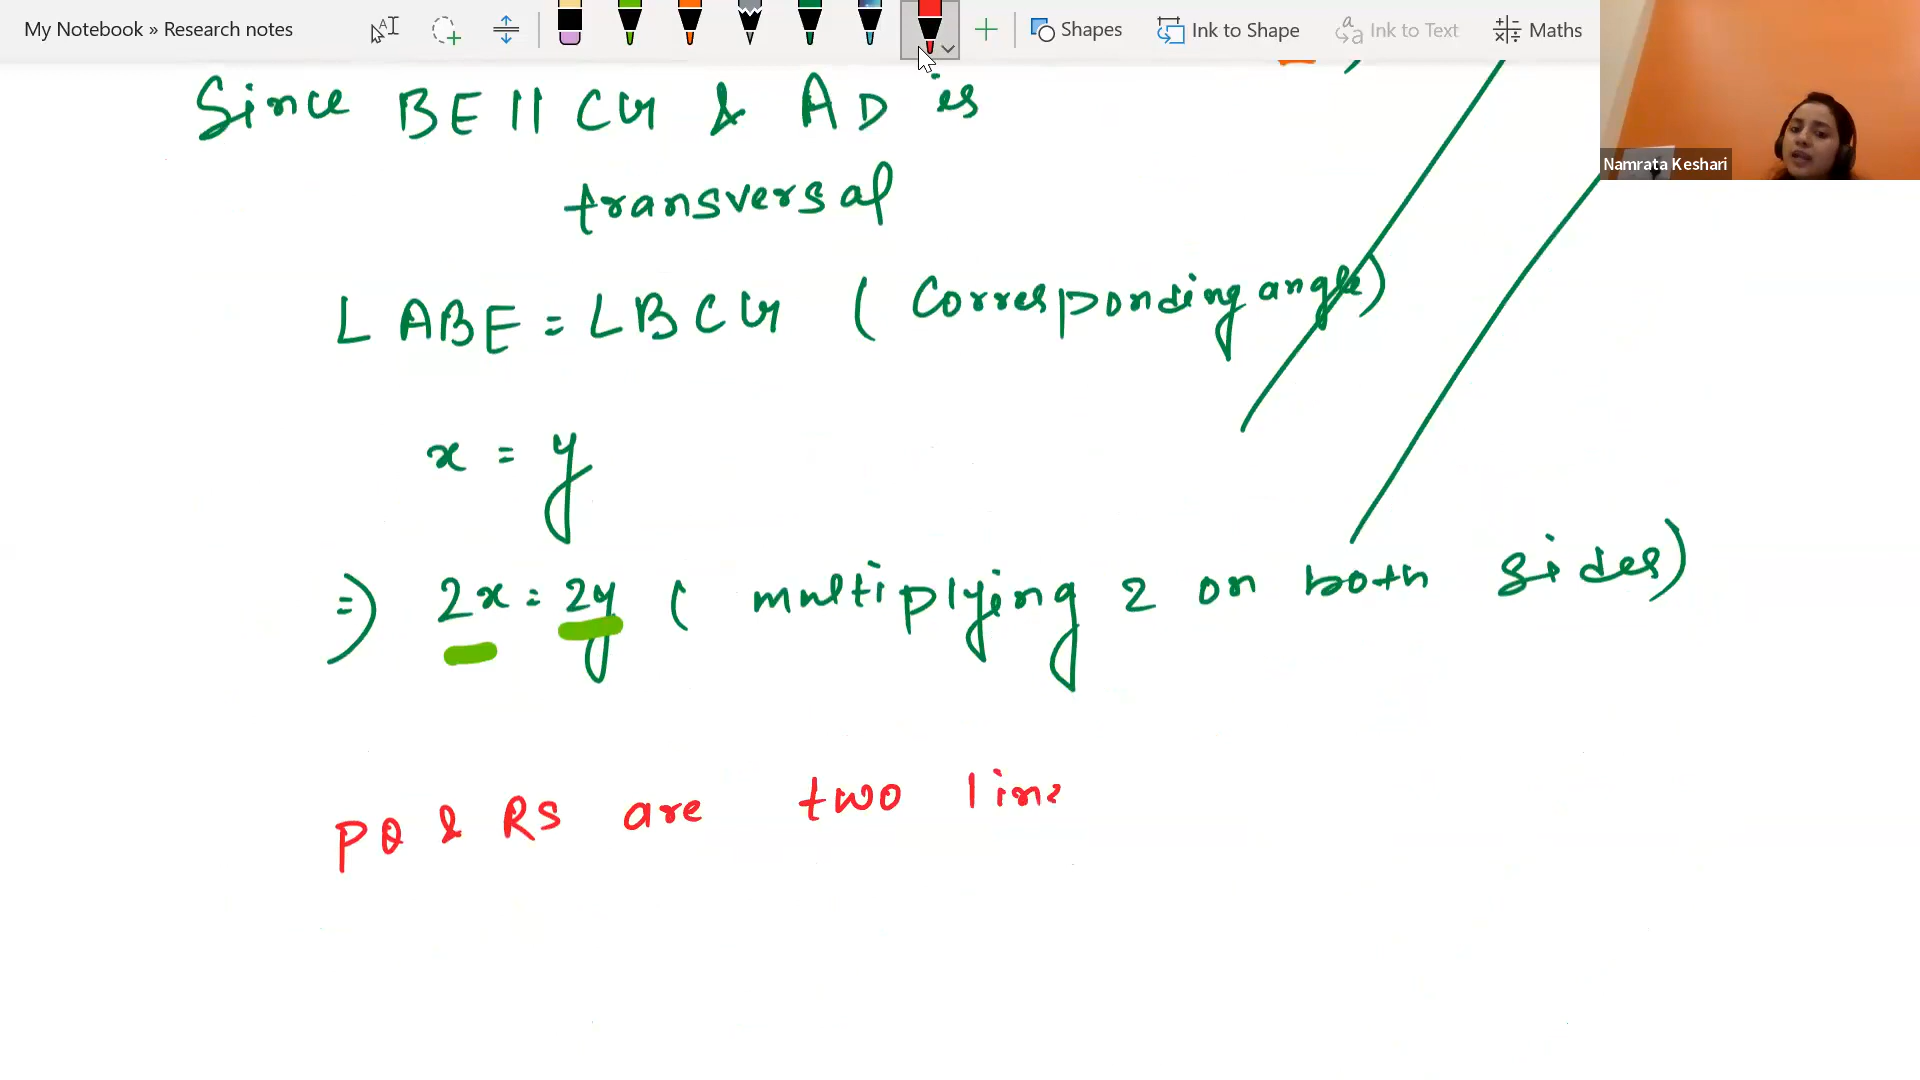 My Notebook » Research notes
Shapes
Ink to Shape
Ink to Text
Maths
Namrata Keshari
Since BE || CG & AD is
transversal
∠ABE = ∠BCG (Corresponding angle)
x = y
⇒ 2x = 2y ( multiplying 2 on both sides)
PQ & RS are two line